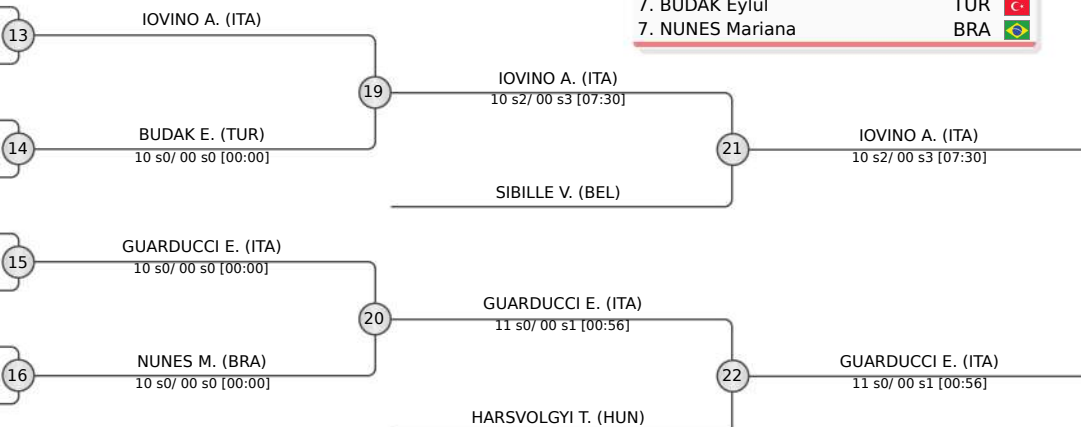 7. BUDAK Eylul TUR
7. NUNES Mariana BRA
IOVINO A. (ITA)
13
IOVINO A. (ITA)
19
10 s2/ 00 s3 [07:30]
BUDAK E. (TUR)
14
10 s0/ 00 s0 [00:00]
IOVINO A. (ITA)
21
10 s2/ 00 s3 [07:30]
SIBILLE V. (BEL)
GUARDUCCI E. (ITA)
15
10 s0/ 00 s0 [00:00]
GUARDUCCI E. (ITA)
20
11 s0/ 00 s1 [00:56]
NUNES M. (BRA)
16
10 s0/ 00 s0 [00:00]
GUARDUCCI E. (ITA)
22
11 s0/ 00 s1 [00:56]
HARSVOLGYI T. (HUN)